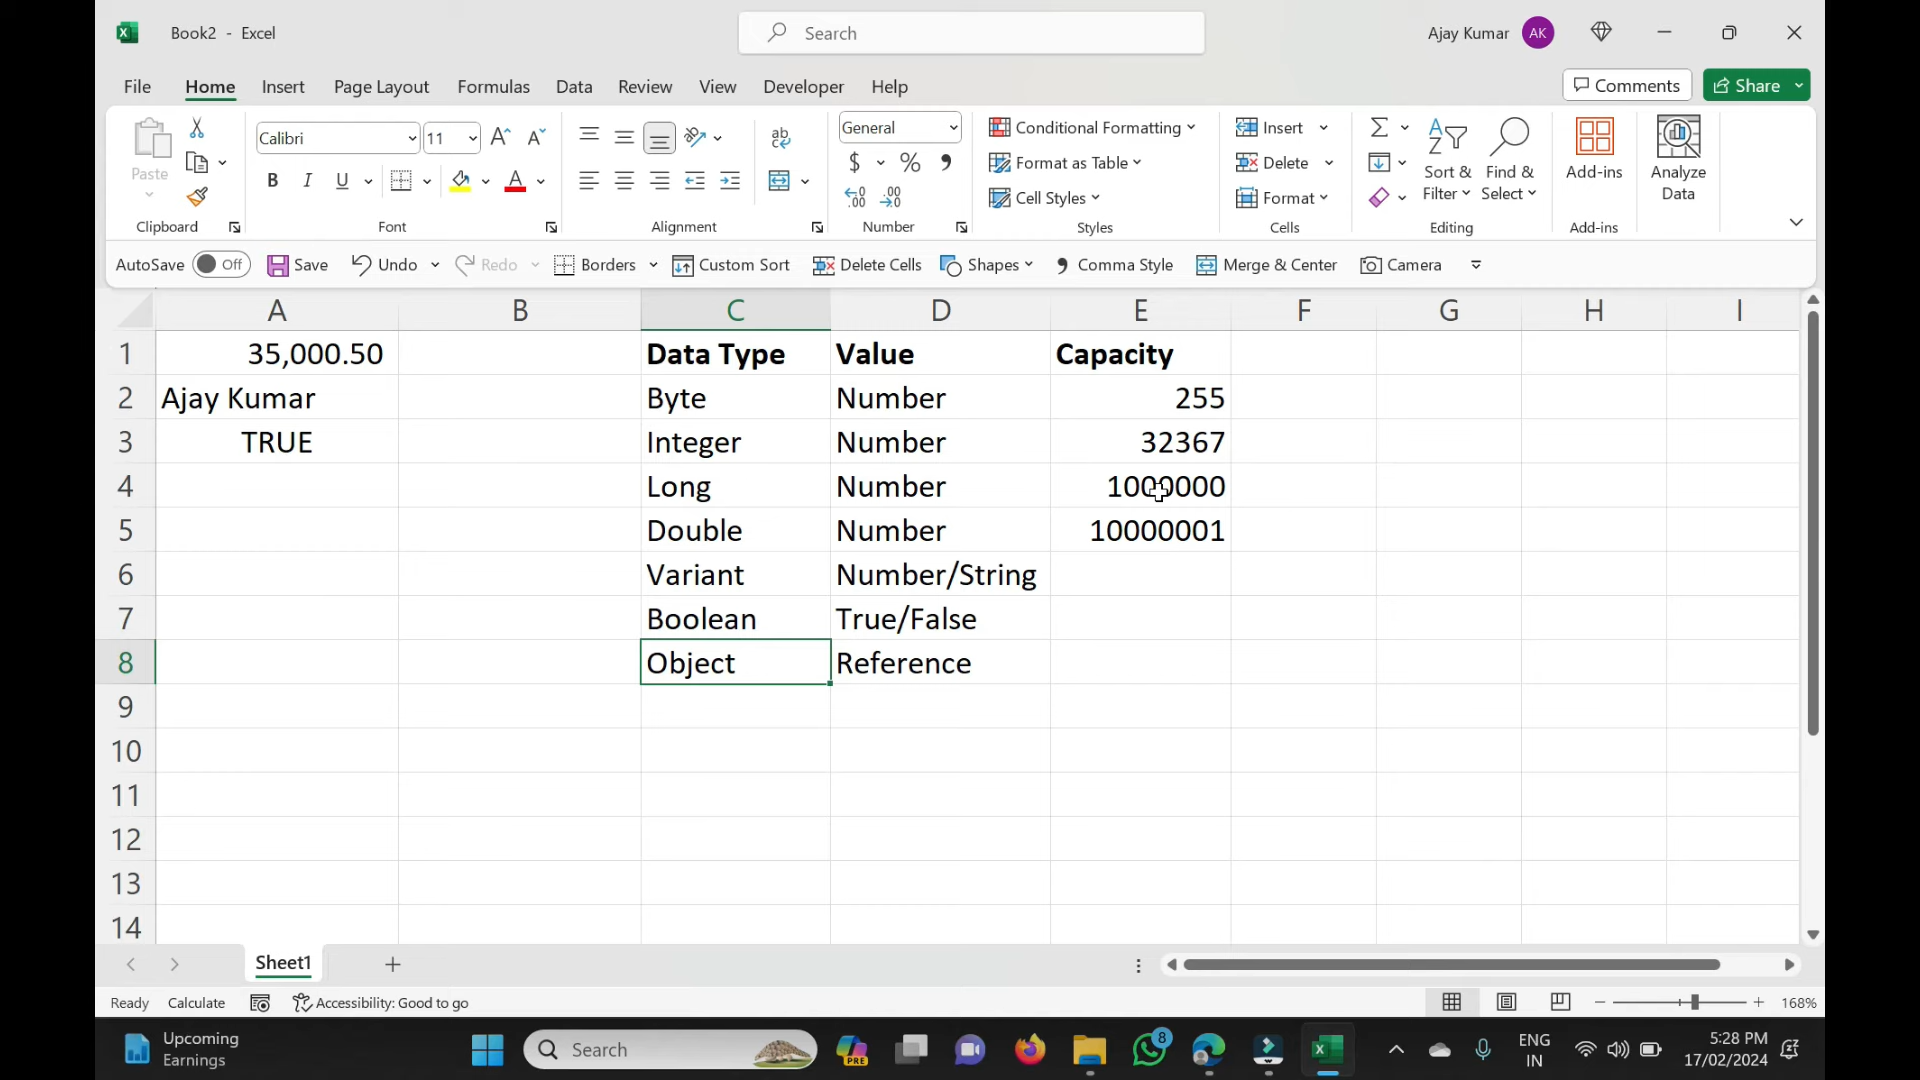 Book2 - Excel
Search
Ajay Kumar AK
File Home Insert Page Layout Formulas Data Review View Developer Help
Comments Share
Paste
Clipboard
Calibri 11
B I U A
Font
ab
Alignment
General
$ % 9
.00
Number
Conditional Formatting
Format as Table
Cell Styles
Styles
Insert
Delete
Format
Cells
Sort & Filter
Find & Select
Editing
Add-ins
Add-ins
Analyze Data
AutoSave Off Save Undo Redo Borders Custom Sort Delete Cells Shapes Comma Style Merge & Center Camera
A B C D E F G H I
1 35,000.50 Data Type Value Capacity
2 Ajay Kumar Byte Number 255
3 TRUE Integer Number 32367
4 Long Number 1000000
5 Double Number 10000001
6 Variant Number/String
7 Boolean True/False
8 Object Reference
9
10
11
12
13
14
Sheet1
Ready Calculate Accessibility: Good to go 168%
Upcoming
Earnings
Search
PRE
8
ENG
IN
5:28 PM
17/02/2024